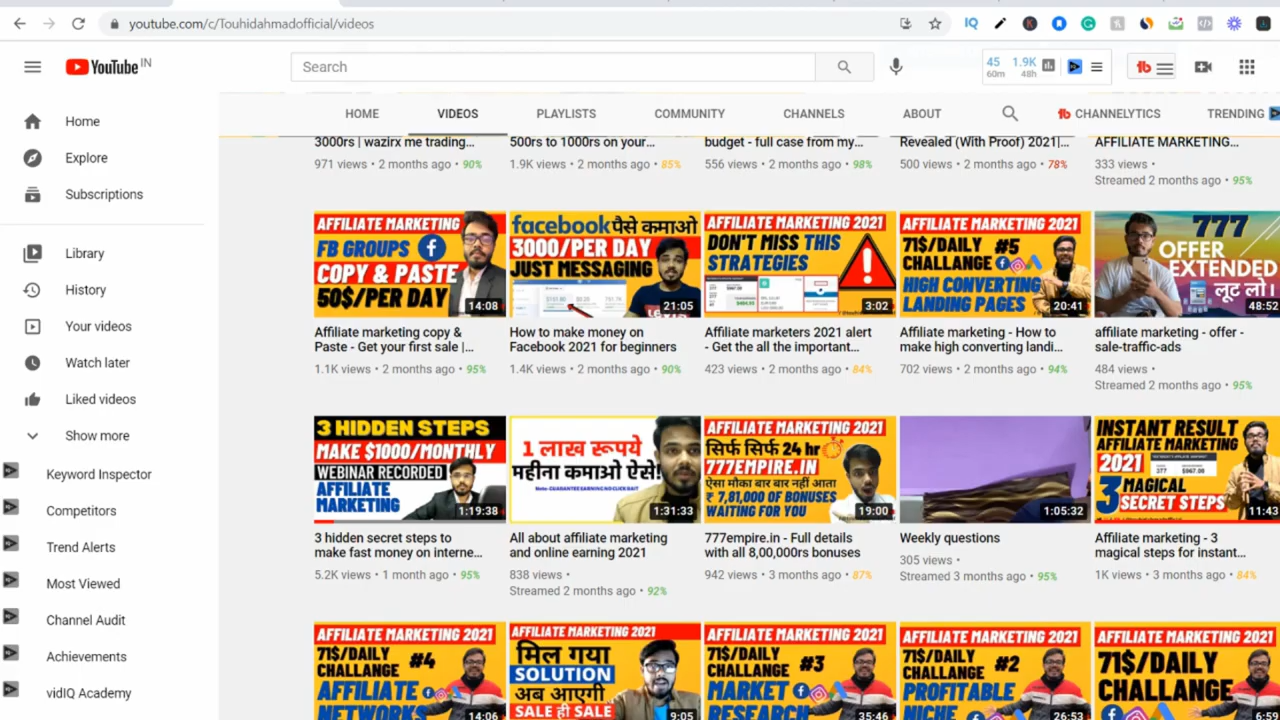 youtube.com/c/Touhidahmadofficial/videos
YouTube IN
Search
45 1.9K
60m 48h
HOME VIDEOS PLAYLISTS COMMUNITY CHANNELS ABOUT CHANNELYTICS TRENDING
Home
Explore
Subscriptions
Library
History
Your videos
Watch later
Liked videos
Show more
Keyword Inspector
Competitors
Trend Alerts
Most Viewed
Channel Audit
Achievements
vidIQ Academy
3000rs | wazirx me trading...
971 views • 2 months ago • 90%
500rs to 1000rs on your...
1.9K views • 2 months ago • 85%
budget - full case from my...
556 views • 2 months ago • 98%
Revealed (With Proof) 2021|...
500 views • 2 months ago • 78%
AFFILIATE MARKETING...
333 views •
Streamed 2 months ago • 95%
AFFILIATE MARKETING
FB GROUPS
COPY & PASTE
50$/PER DAY
14:08
Affiliate marketing copy &
Paste - Get your first sale |...
1.1K views • 2 months ago • 95%
facebook पैसे कमाओ
3000/PER DAY
JUST MESSAGING
21:05
How to make money on
Facebook 2021 for beginners
1.4K views • 2 months ago • 90%
AFFILIATE MARKETING 2021
DON'T MISS THIS
STRATEGIES
3:02
Affiliate marketers 2021 alert
- Get the all the important...
423 views • 2 months ago • 84%
AFFILIATE MARKETING 2021
71$/DAILY #5
CHALLANGE
HIGH CONVERTING
LANDING PAGES
20:41
Affiliate marketing - How to
make high converting landi...
702 views • 2 months ago • 94%
777
OFFER
EXTENDED
लूट लो !
48:52
affiliate marketing - offer -
sale-traffic-ads
484 views •
Streamed 2 months ago • 95%
3 HIDDEN STEPS
MAKE $1000/MONTHLY
WEBINAR RECORDED
AFFILIATE
MARKETING
1:19:38
3 hidden secret steps to
make fast money on interne...
5.2K views • 1 month ago • 95%
1 लाख रूपये
महीना कमाओ ऐसे!
Note-GUARANTEE EARNING NO CLICK BAIT
1:31:33
All about affiliate marketing
and online earning 2021
838 views •
Streamed 2 months ago • 92%
AFFILIATE MARKETING 2021
सिर्फ सिर्फ 24 hr
777EMPIRE.IN
ऐसा मौका बार बार नहीं आता
₹ 7,81,000 OF BONUSES
WAITING FOR YOU
19:00
777empire.in - Full details
with all 8,00,000rs bonuses
942 views • 3 months ago • 87%
1:05:32
Weekly questions
305 views •
Streamed 3 months ago • 95%
INSTANT RESULT
AFFILIATE MARKETING
2021
3 MAGICAL
SECRET STEPS
11:43
Affiliate marketing - 3
magical steps for instant...
1K views • 3 months ago • 84%
AFFILIATE MARKETING 2021
71$/DAILY #4
CHALLANGE
AFFILIATE
NETWORKS
14:06
AFFILIATE MARKETING 2021
मिल गया
SOLUTION
अब आएगी
SALE ही SALE
9:05
AFFILIATE MARKETING 2021
71$/DAILY #3
CHALLANGE
MARKET
RESEARCH
35:46
AFFILIATE MARKETING 2021
71$/DAILY #2
CHALLANGE
PROFITABLE
NICHE
26:53
AFFILIATE MARKETING 2021
71$/DAILY
CHALLANGE